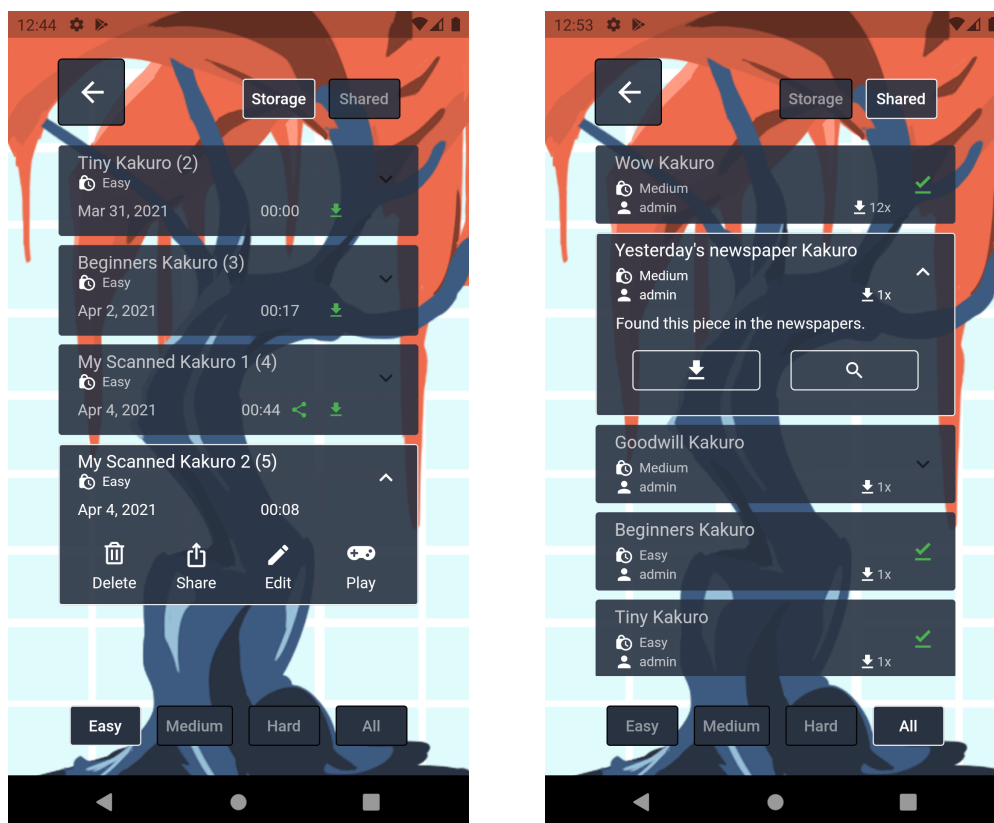 12:44
Storage
Shared
Tiny Kakuro (2)
Easy
Mar 31, 2021 00:00
Beginners Kakuro (3)
Easy
Apr 2, 2021 00:17
My Scanned Kakuro 1 (4)
Easy
Apr 4, 2021 00:44
My Scanned Kakuro 2 (5)
Easy
Apr 4, 2021 00:08
Delete Share Edit Play
Easy Medium Hard All
12:53
Storage
Shared
Wow Kakuro
Medium
admin 12x
Yesterday's newspaper Kakuro
Medium
admin 1x
Found this piece in the newspapers.
Goodwill Kakuro
Medium
admin 1x
Beginners Kakuro
Easy
admin 1x
Tiny Kakuro
Easy
admin 1x
Easy Medium Hard All